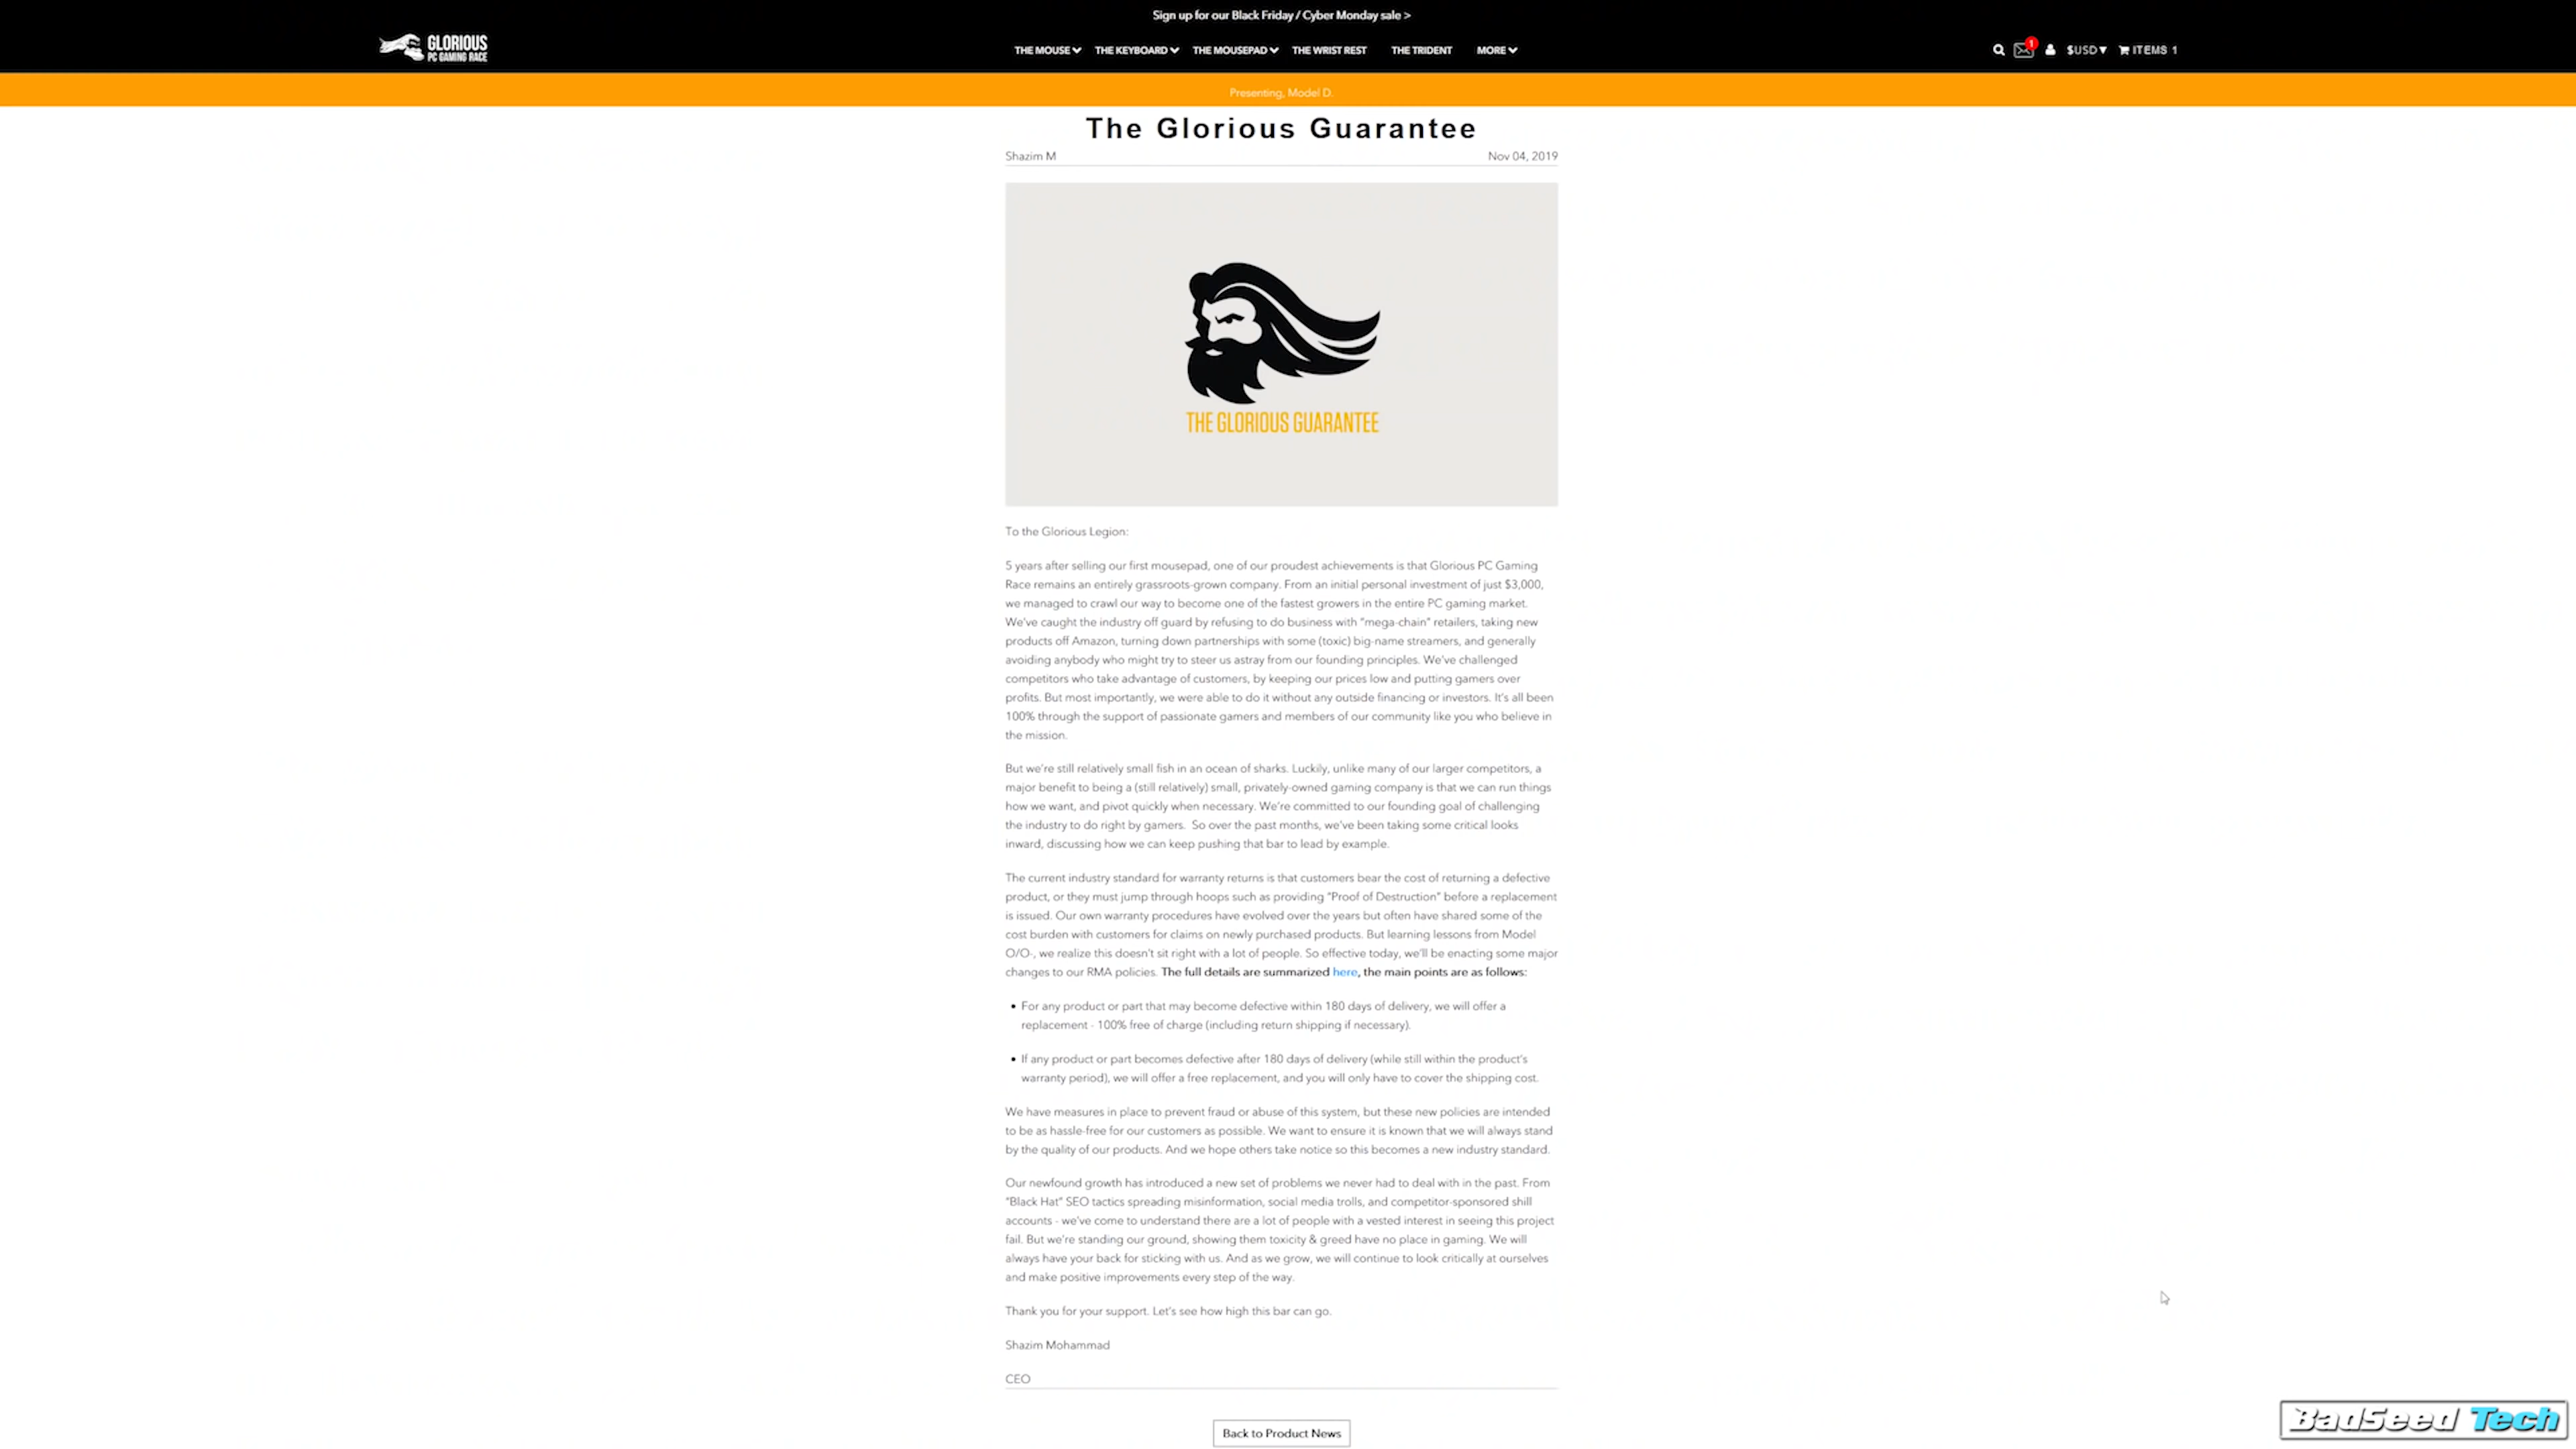 Sign up for our Black Friday / Cyber Monday sale >
GLORIOUS
PC GAMING RACE
THE MOUSE THE KEYBOARD THE MOUSEPAD THE WRIST REST THE TRIDENT MORE
1
$USD▼ ITEMS 1
Presenting, Model D.
The Glorious Guarantee
Shazim M Nov 04, 2019
THE GLORIOUS GUARANTEE
To the Glorious Legion:
5 years after selling our first mousepad, one of our proudest achievements is that Glorious PC Gaming
Race remains an entirely grassroots-grown company. From an initial personal investment of just $3,000,
we managed to crawl our way to become one of the fastest growers in the entire PC gaming market.
We've caught the industry off guard by refusing to do business with "mega-chain" retailers, taking new
products off Amazon, turning down partnerships with some (toxic) big-name streamers, and generally
avoiding anybody who might try to steer us astray from our founding principles. We've challenged
competitors who take advantage of customers, by keeping our prices low and putting gamers over
profits. But most importantly, we were able to do it without any outside financing or investors. It's all been
100% through the support of passionate gamers and members of our community like you who believe in
the mission.
But we're still relatively small fish in an ocean of sharks. Luckily, unlike many of our larger competitors, a
major benefit to being a (still relatively) small, privately-owned gaming company is that we can run things
how we want, and pivot quickly when necessary. We're committed to our founding goal of challenging
the industry to do right by gamers. So over the past months, we've been taking some critical looks
inward, discussing how we can keep pushing that bar to lead by example.
The current industry standard for warranty returns is that customers bear the cost of returning a defective
product, or they must jump through hoops such as providing "Proof of Destruction" before a replacement
is issued. Our own warranty procedures have evolved over the years but often have shared some of the
cost burden with customers for claims on newly purchased products. But learning lessons from Model
O/O-, we realize this doesn't sit right with a lot of people. So effective today, we'll be enacting some major
changes to our RMA policies. The full details are summarized here, the main points are as follows:
• For any product or part that may become defective within 180 days of delivery, we will offer a
replacement - 100% free of charge (including return shipping if necessary).
• If any product or part becomes defective after 180 days of delivery (while still within the product's
warranty period), we will offer a free replacement, and you will only have to cover the shipping cost.
We have measures in place to prevent fraud or abuse of this system, but these new policies are intended
to be as hassle-free for our customers as possible. We want to ensure it is known that we will always stand
by the quality of our products. And we hope others take notice so this becomes a new industry standard.
Our newfound growth has introduced a new set of problems we never had to deal with in the past. From
"Black Hat" SEO tactics spreading misinformation, social media trolls, and competitor-sponsored shill
accounts - we've come to understand there are a lot of people with a vested interest in seeing this project
fail. But we're standing our ground, showing them toxicity & greed have no place in gaming. We will
always have your back for sticking with us. And as we grow, we will continue to look critically at ourselves
and make positive improvements every step of the way.
Thank you for your support. Let's see how high this bar can go.
Shazim Mohammad
CEO
Back to Product News
BadSeed Tech